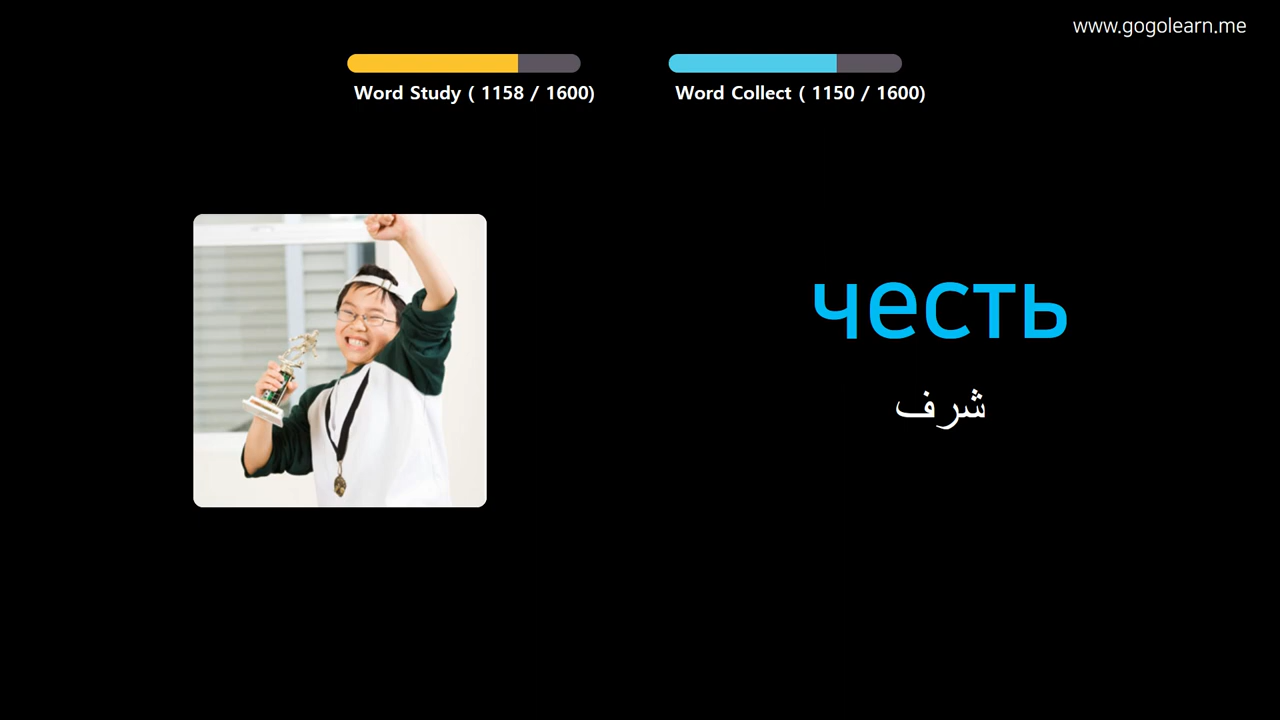 www.gogolearn.me
Word Study ( 1158 / 1600)
Word Collect ( 1150 / 1600)
честь
شرف